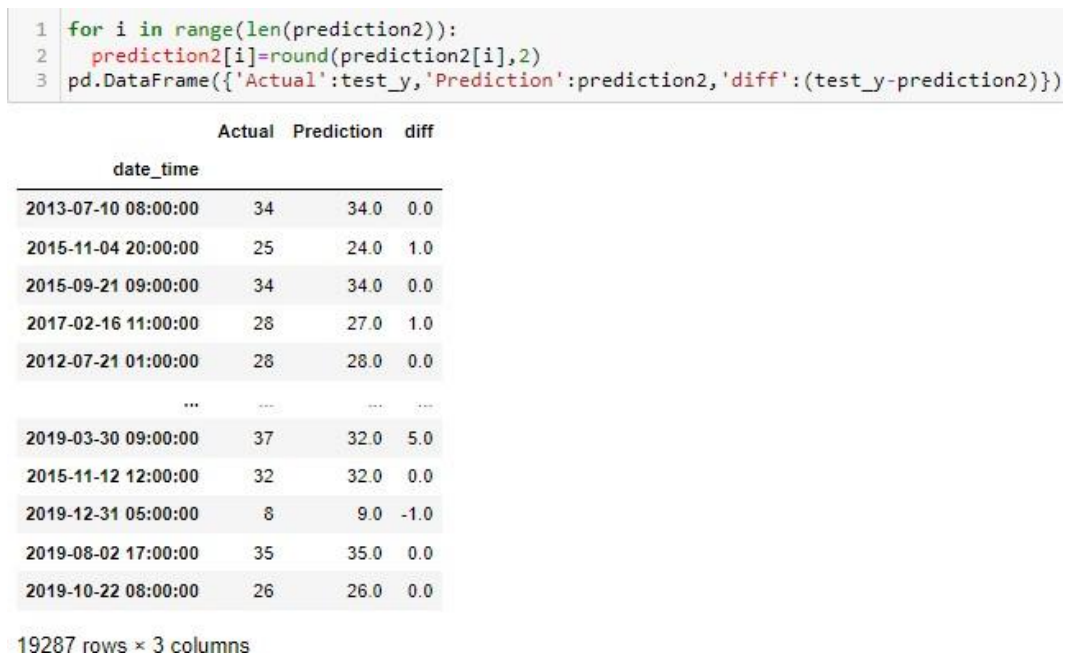 1 for i in range(len(prediction2)):
2 prediction2[i]=round(prediction2[i],2)
3 pd.DataFrame({'Actual':test_y,'Prediction':prediction2,'diff':(test_y-prediction2)})
Actual Prediction diff
date_time
2013-07-10 08:00:00 34 34.0 0.0
2015-11-04 20:00:00 25 24.0 1.0
2015-09-21 09:00:00 34 34.0 0.0
2017-02-16 11:00:00 28 27.0 1.0
2012-07-21 01:00:00 28 28.0 0.0
... ... ... ...
2019-03-30 09:00:00 37 32.0 5.0
2015-11-12 12:00:00 32 32.0 0.0
2019-12-31 05:00:00 8 9.0 -1.0
2019-08-02 17:00:00 35 35.0 0.0
2019-10-22 08:00:00 26 26.0 0.0
19287 rows × 3 columns